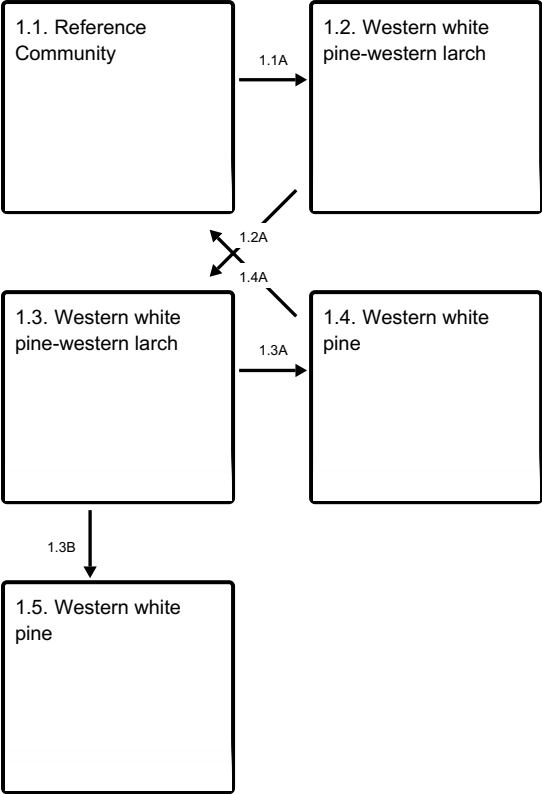 1.1. Reference
Community
1.1A
1.2. Western white
pine-western larch
1.2A
1.4A
1.3. Western white
pine-western larch
1.3A
1.4. Western white
pine
1.3B
1.5. Western white
pine